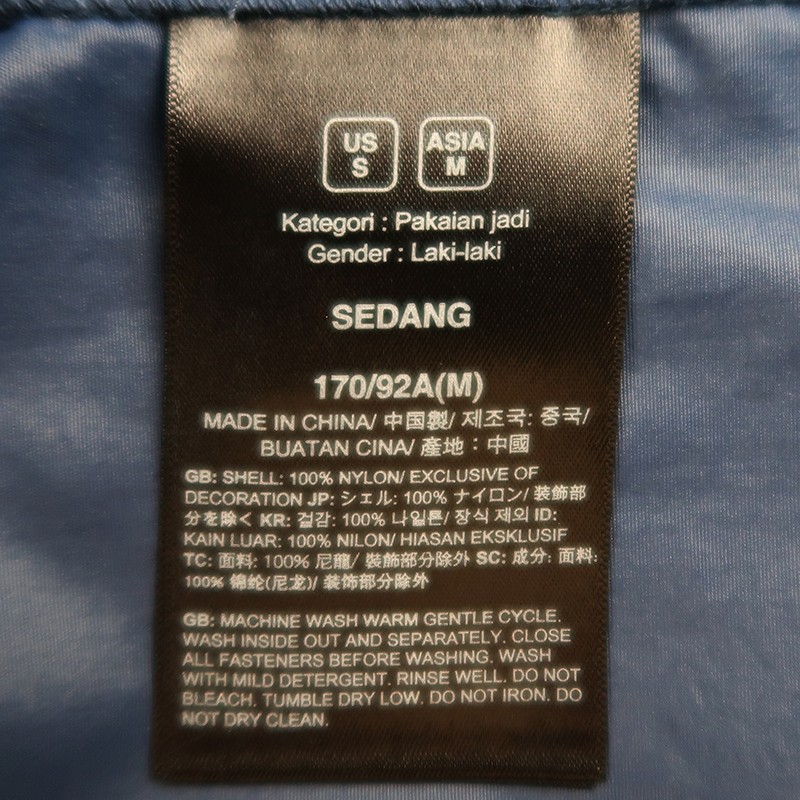 US
S
ASIA
M
Kategori : Pakaian jadi
Gender : Laki-laki
SEDANG
170/92A(M)
MADE IN CHINA/ 中国製/ 제조국: 중국/
BUATAN CINA/ 產地：中國
GB: SHELL: 100% NYLON/ EXCLUSIVE OF
DECORATION JP: シェル: 100% ナイロン/ 装飾部
分を除く KR: 겉감: 100% 나일론/ 장식 제외 ID:
KAIN LUAR: 100% NILON/ HIASAN EKSKLUSIF
TC: 面料: 100% 尼龍/ 裝飾部分除外 SC: 成分: 面料:
100% 锦纶(尼龙)/ 装饰部分除外
GB: MACHINE WASH WARM GENTLE CYCLE.
WASH INSIDE OUT AND SEPARATELY. CLOSE
ALL FASTENERS BEFORE WASHING. WASH
WITH MILD DETERGENT. RINSE WELL. DO NOT
BLEACH. TUMBLE DRY LOW. DO NOT IRON. DO
NOT DRY CLEAN.